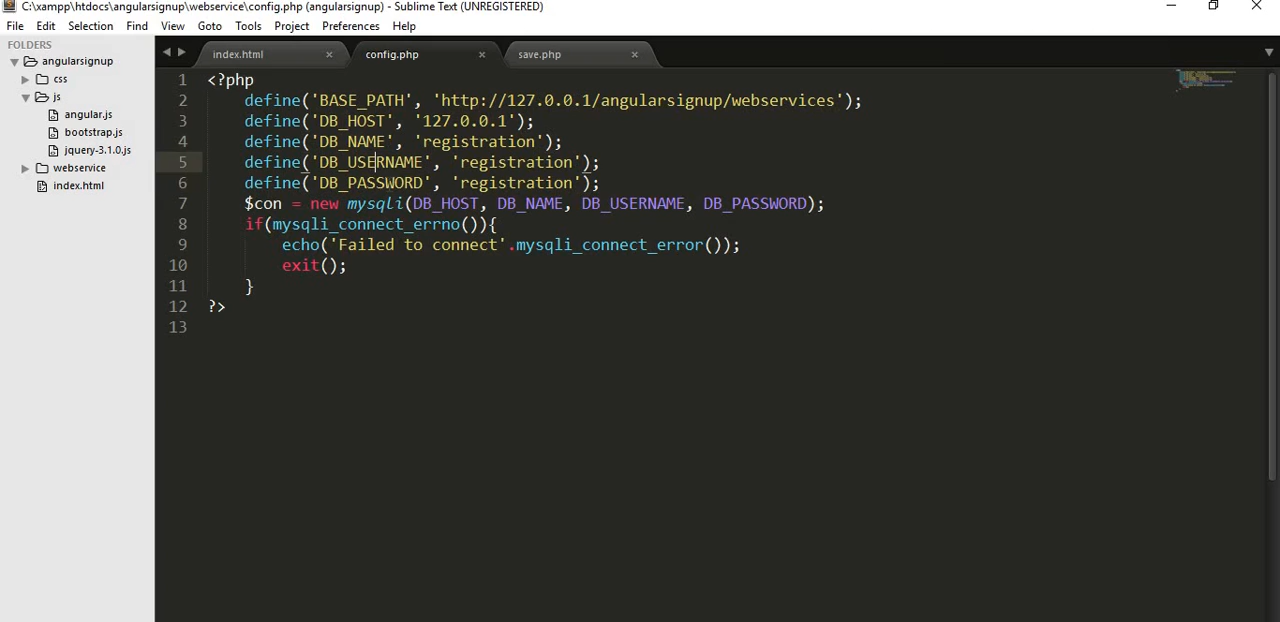 C:\xampp\htdocs\angularsignup\webservice\config.php (angularsignup) - Sublime Text (UNREGISTERED)
File Edit Selection Find View Goto Tools Project Preferences Help
FOLDERS
angularsignup
css
js
angular.js
bootstrap.js
jquery-3.1.0.js
webservice
index.html
index.html × config.php × save.php ×
1 <?php
2 define('BASE_PATH', 'http://127.0.0.1/angularsignup/webservices');
3 define('DB_HOST', '127.0.0.1');
4 define('DB_NAME', 'registration');
5 define('DB_USERNAME', 'registration');
6 define('DB_PASSWORD', 'registration');
7 $con = new mysqli(DB_HOST, DB_NAME, DB_USERNAME, DB_PASSWORD);
8 if(mysqli_connect_errno()){
9 echo('Failed to connect'.mysqli_connect_error());
10 exit();
11 }
12 ?>
13